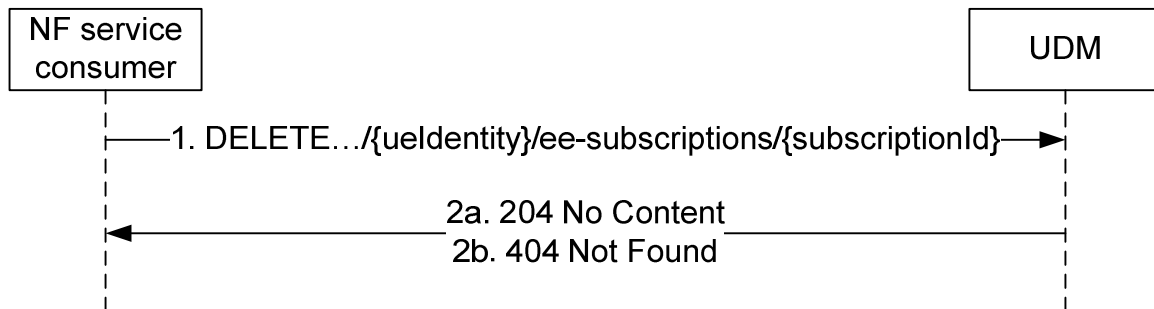 NF service
consumer
UDM
1. DELETE…/{ueIdentity}/ee-subscriptions/{subscriptionId}
2a. 204 No Content
2b. 404 Not Found